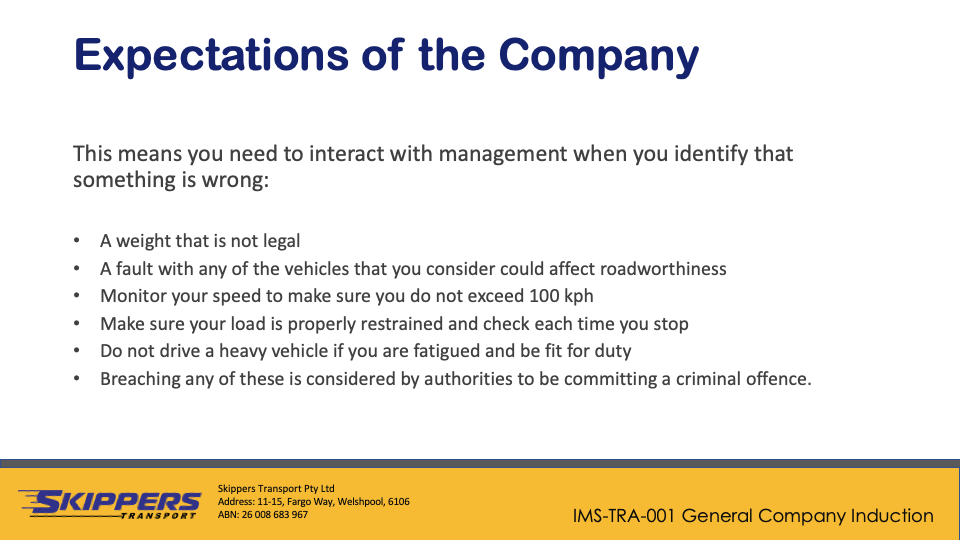 Expectations of the Company
This means you need to interact with management when you identify that
something is wrong:
• A weight that is not legal
• A fault with any of the vehicles that you consider could affect roadworthiness
• Monitor your speed to make sure you do not exceed 100 kph
• Make sure your load is properly restrained and check each time you stop
• Do not drive a heavy vehicle if you are fatigued and be fit for duty
• Breaching any of these is considered by authorities to be committing a criminal offence.
SKIPPERS
TRANSPORT
Skippers Transport Pty Ltd
Address: 11-15, Fargo Way, Welshpool, 6106
ABN: 26 008 683 967
IMS-TRA-001 General Company Induction